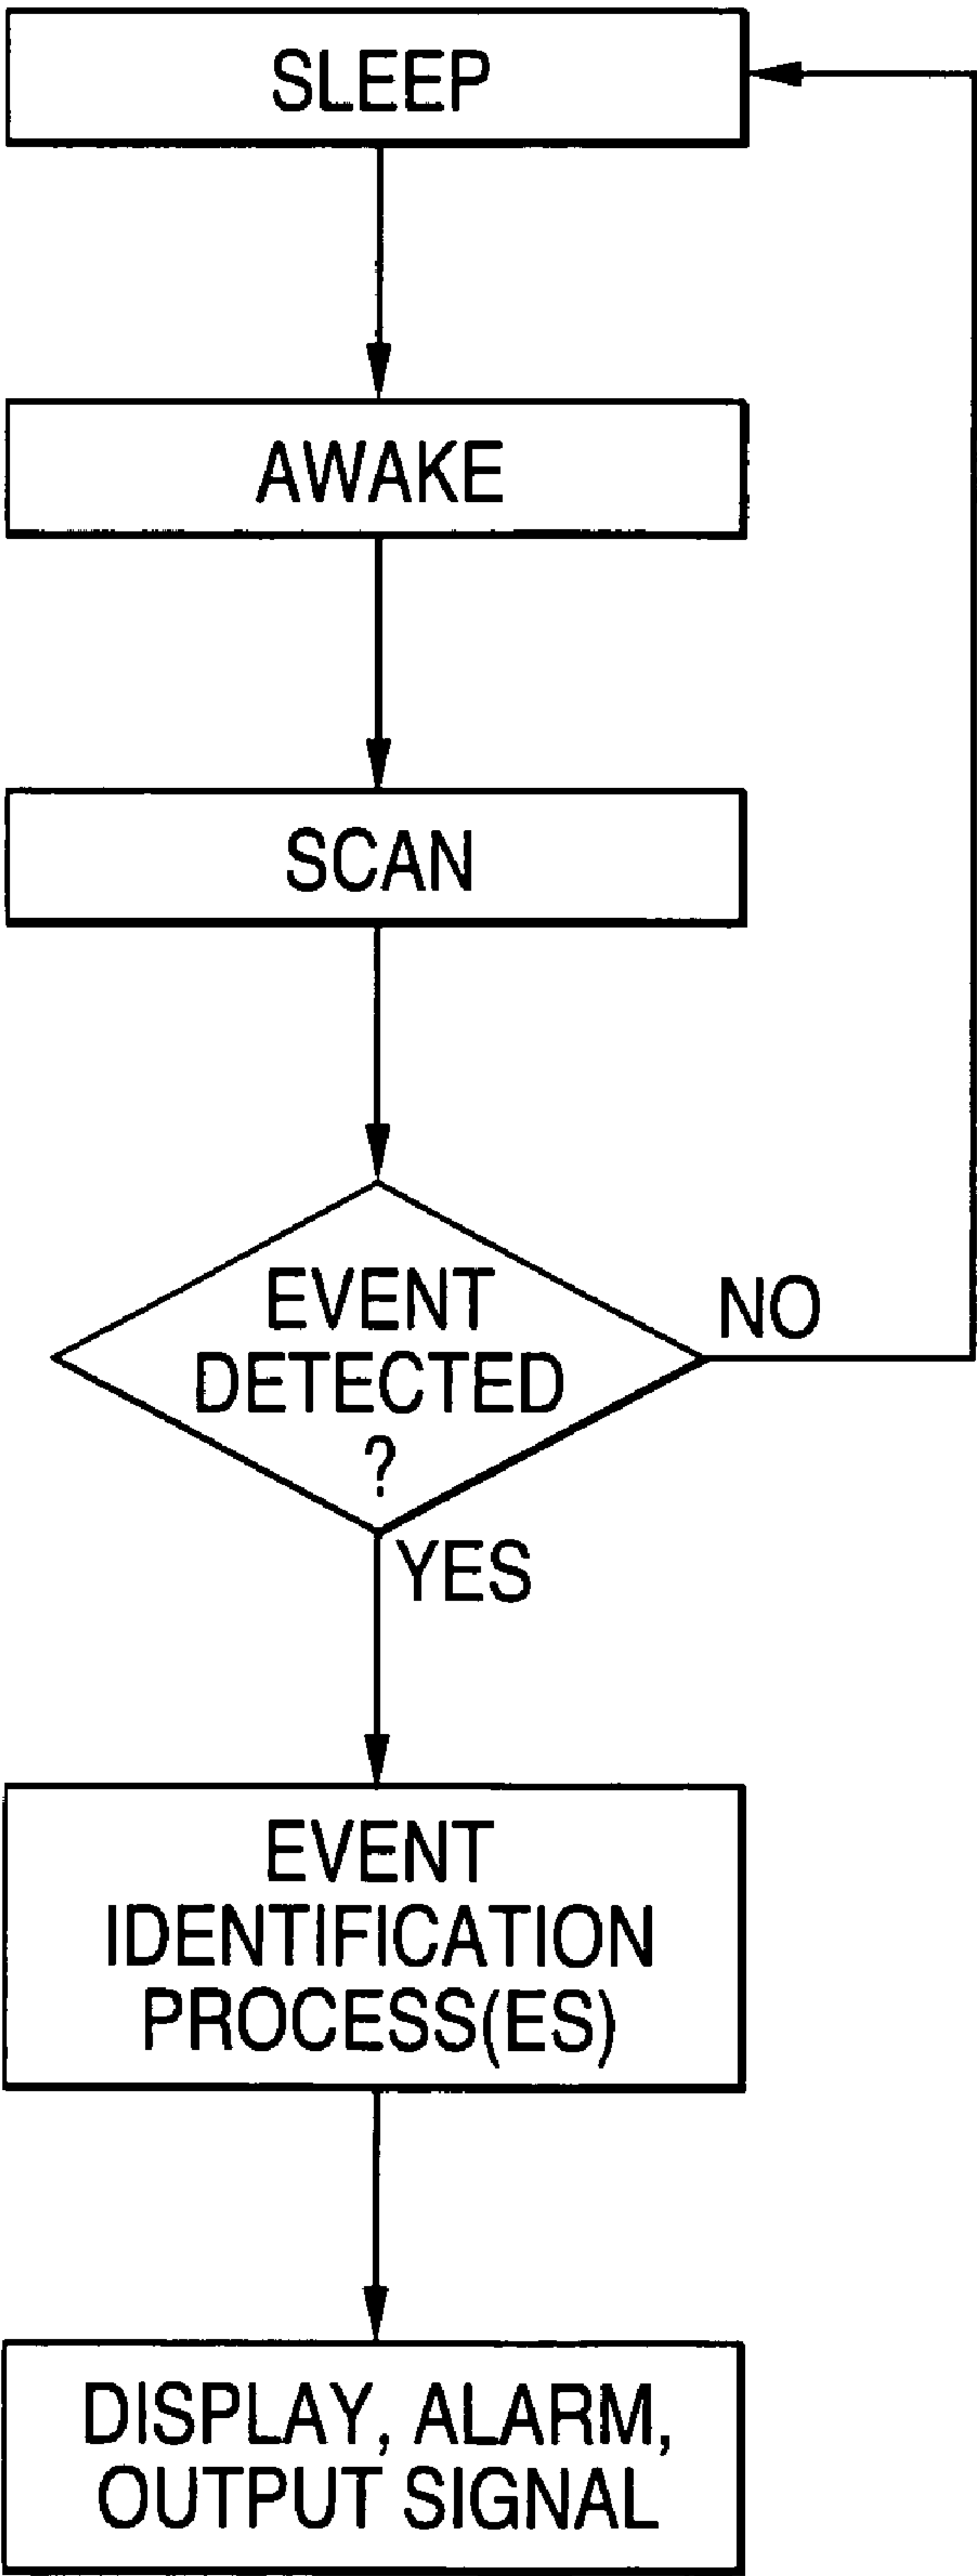 SLEEP
AWAKE
SCAN
EVENT
DETECTED
?
NO
YES
EVENT
IDENTIFICATION
PROCESS(ES)
DISPLAY, ALARM,
OUTPUT SIGNAL